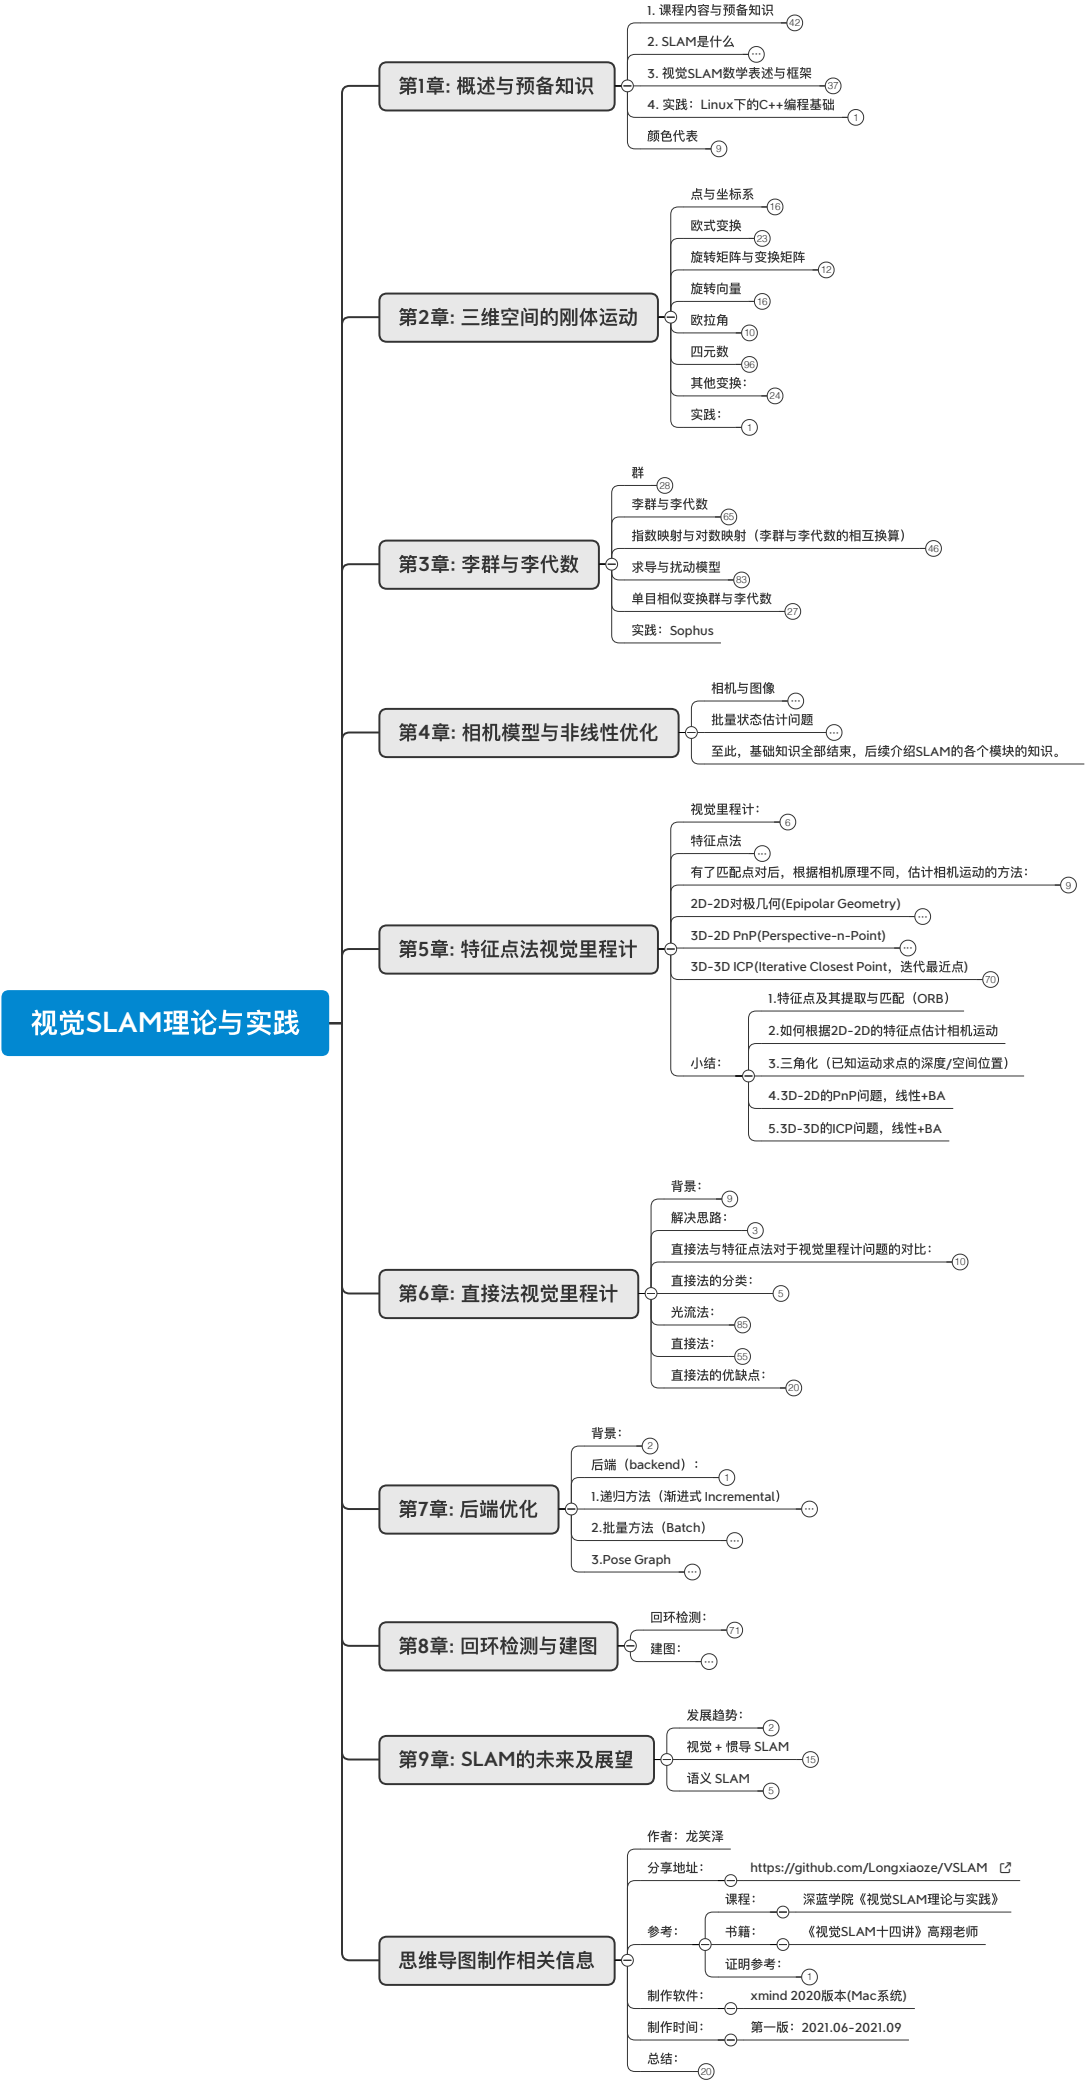 视觉SLAM理论与实践
第1章: 概述与预备知识
1. 课程内容与预备知识
42
2. SLAM是什么
...
3. 视觉SLAM数学表述与框架
37
4. 实践：Linux下的C++编程基础
1
颜色代表
9
第2章: 三维空间的刚体运动
点与坐标系
16
欧式变换
23
旋转矩阵与变换矩阵
12
旋转向量
16
欧拉角
10
四元数
96
其他变换：
24
实践：
1
第3章: 李群与李代数
群
28
李群与李代数
65
指数映射与对数映射（李群与李代数的相互换算）
46
求导与扰动模型
83
单目相似变换群与李代数
27
实践：Sophus
第4章: 相机模型与非线性优化
相机与图像
...
批量状态估计问题
...
至此，基础知识全部结束，后续介绍SLAM的各个模块的知识。
第5章: 特征点法视觉里程计
视觉里程计：
6
特征点法
...
有了匹配点对后，根据相机原理不同，估计相机运动的方法：
9
2D-2D对极几何(Epipolar Geometry)
...
3D-2D PnP(Perspective-n-Point)
...
3D-3D ICP(Iterative Closest Point，迭代最近点)
70
小结：
1.特征点及其提取与匹配（ORB）
2.如何根据2D-2D的特征点估计相机运动
3.三角化（已知运动求点的深度/空间位置）
4.3D-2D的PnP问题，线性+BA
5.3D-3D的ICP问题，线性+BA
第6章: 直接法视觉里程计
背景：
9
解决思路：
3
直接法与特征点法对于视觉里程计问题的对比：
10
直接法的分类：
5
光流法：
85
直接法：
55
直接法的优缺点：
20
第7章: 后端优化
背景：
2
后端（backend）：
1
1.递归方法（渐进式 Incremental）
...
2.批量方法（Batch）
...
3.Pose Graph
...
第8章: 回环检测与建图
回环检测：
71
建图：
...
第9章: SLAM的未来及展望
发展趋势：
2
视觉 + 惯导 SLAM
15
语义 SLAM
5
思维导图制作相关信息
作者：龙笑泽
分享地址：
https://github.com/Longxiaoze/VSLAM
参考：
课程：
深蓝学院《视觉SLAM理论与实践》
书籍：
《视觉SLAM十四讲》高翔老师
证明参考：
1
制作软件：
xmind 2020版本(Mac系统)
制作时间：
第一版：2021.06-2021.09
总结：
20